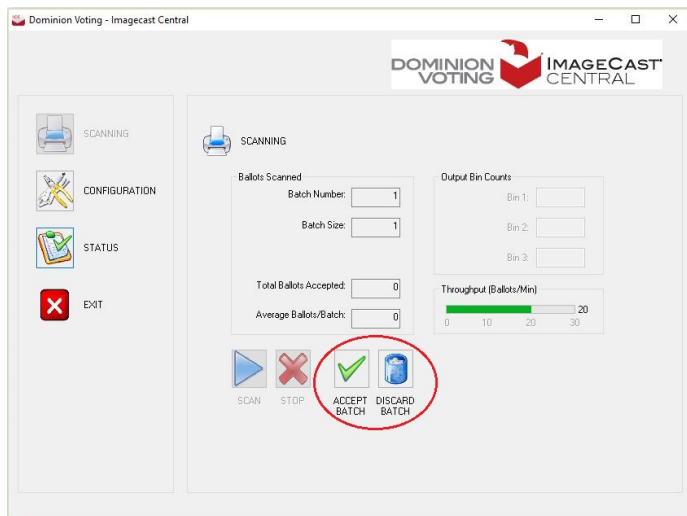 Dominion Voting - Imagecast Central
DOMINION VOTING
IMAGECAST CENTRAL
SCANNING
CONFIGURATION
STATUS
EXIT
SCANNING
Ballots Scanned
Batch Number: 1
Batch Size: 1
Total Ballots Accepted: 0
Average Ballots/Batch: 0
Output Bin Counts
Bin 1:
Bin 2:
Bin 3:
Throughput (Ballots/Min)
20
0 10 20 30
SCAN
STOP
ACCEPT
BATCH
DISCARD
BATCH